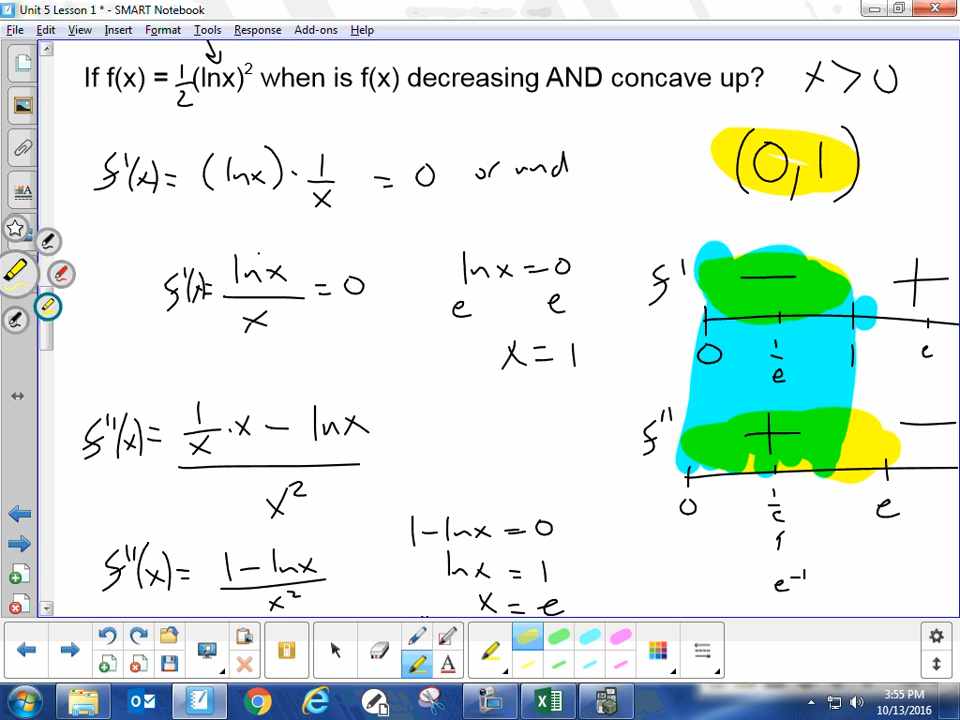 Unit 5 Lesson 1 * - SMART Notebook
File Edit View Insert Format Tools Response Add-ons Help
If f(x) = 1/2 (lnx)² when is f(x) decreasing AND concave up? x > 0
(0, 1)
f'(x) = (lnx) · 1/x = 0 or und
f'(x) = lnx/x = 0
lnx = 0
e e
x = 1
f' − +
0 1/e 1 e
f''(x) = (1/x · x − lnx)/x²
f'' + −
0 1/e e
↑
e⁻¹
f''(x) = (1 − lnx)/x²
1 − lnx = 0
lnx = 1
x = e
A
3:55 PM
10/13/2016